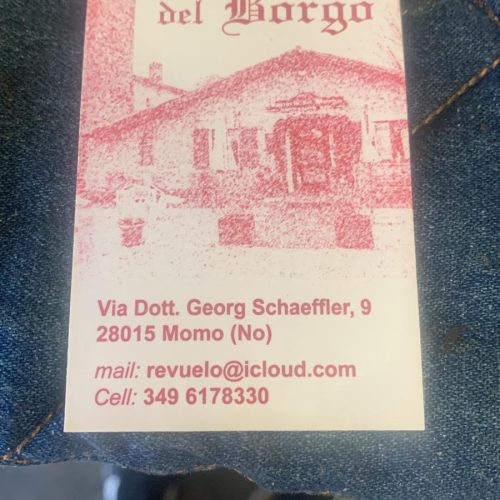 del Borgo
Via Dott. Georg Schaeffler, 9
28015 Momo (No)
mail: revuelo@icloud.com
Cell: 349 6178330